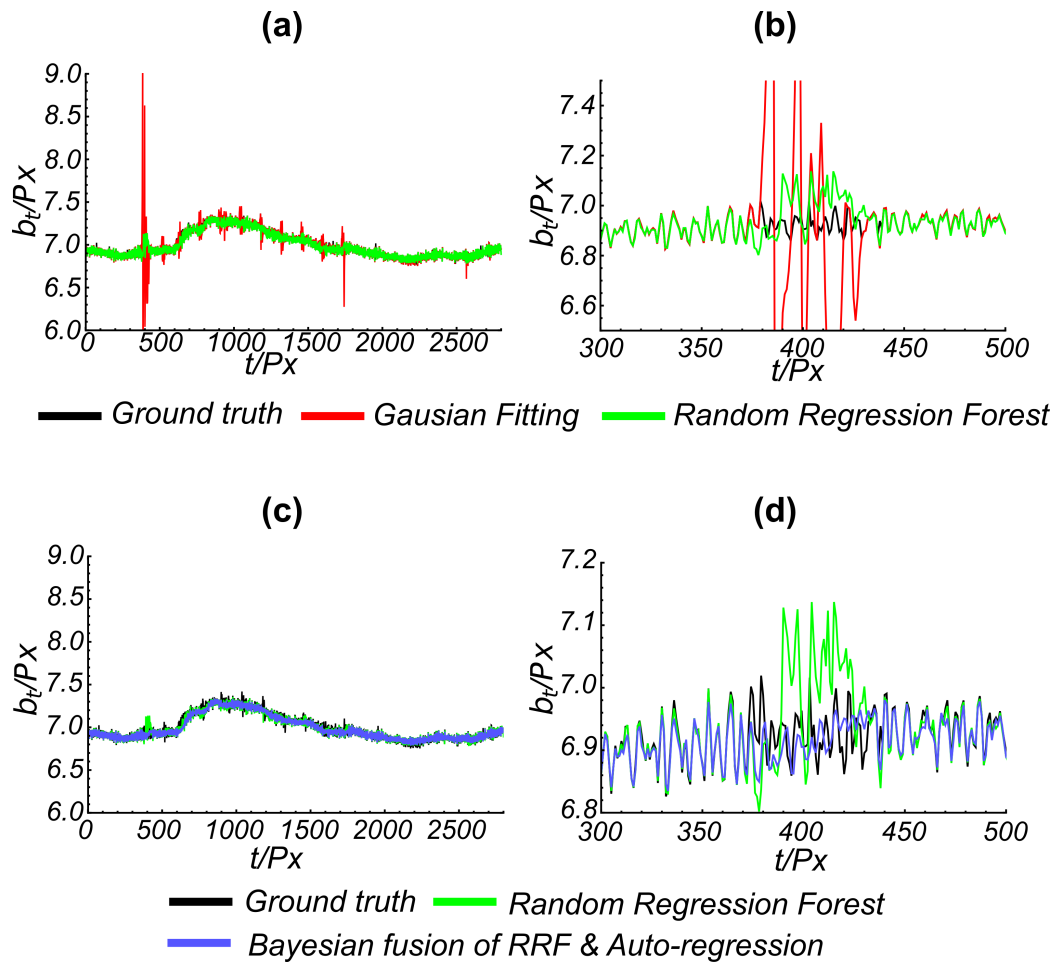 (a)
9.0
8.5
8.0
7.5
7.0
6.5
6.0
b_t/Px
0 500 1000 1500 2000 2500
t/Px
(b)
7.4
7.2
7.0
6.8
6.6
b_t/Px
300 350 400 450 500
t/Px
Ground truth Gausian Fitting Random Regression Forest
(c)
9.0
8.5
8.0
7.5
7.0
6.5
6.0
b_t/Px
0 500 1000 1500 2000 2500
t/Px
(d)
7.2
7.1
7.0
6.9
6.8
b_t/Px
300 350 400 450 500
t/Px
Ground truth Random Regression Forest
Bayesian fusion of RRF & Auto-regression